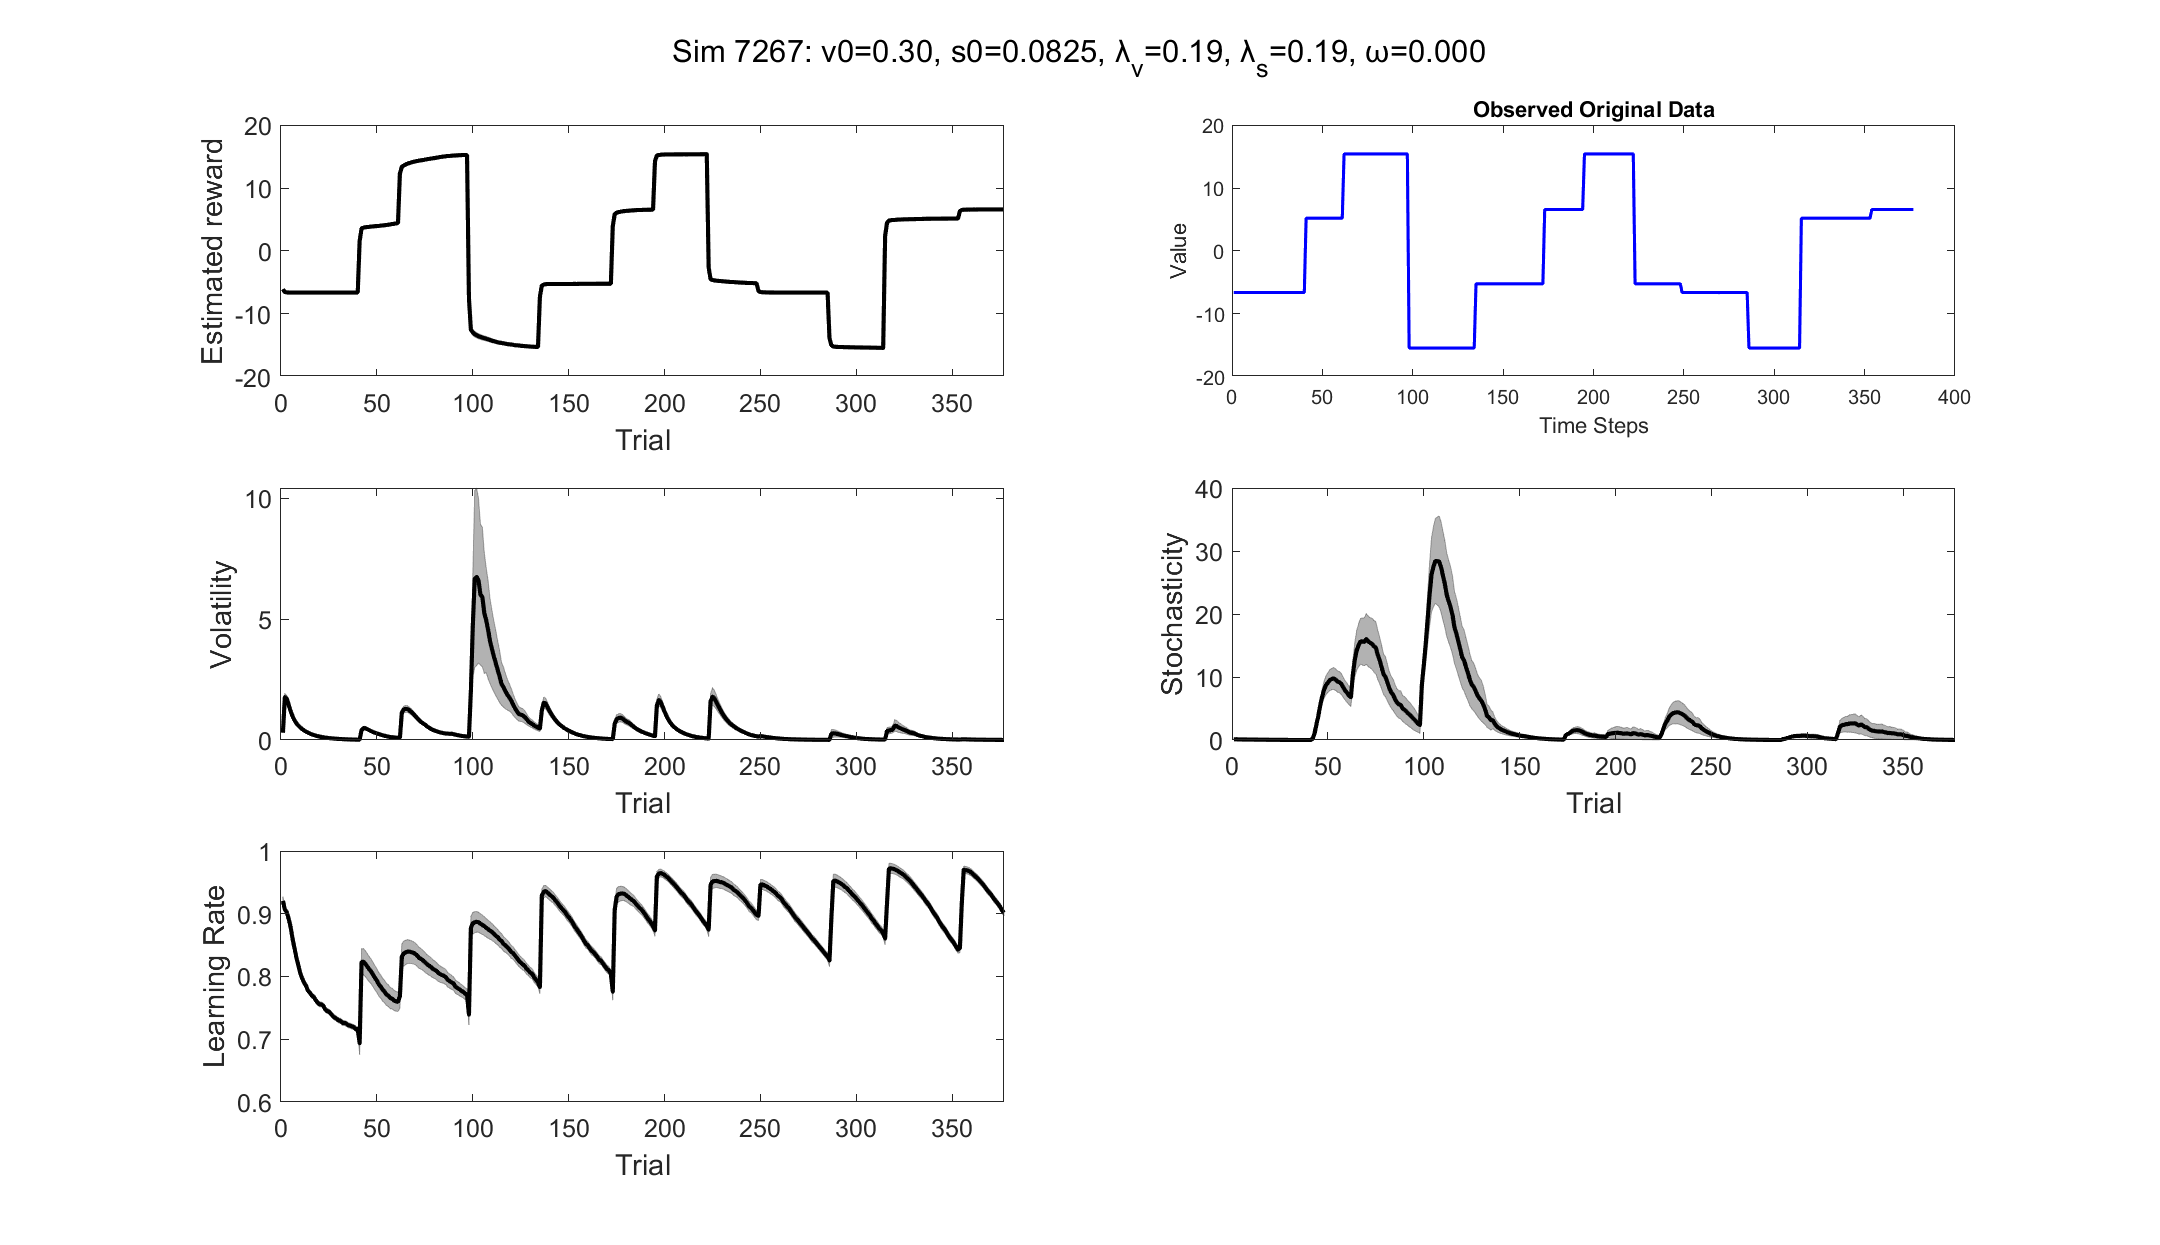 Sim 7267: v0=0.30, s0=0.0825, λv=0.19, λs=0.19, ω=0.000
Estimated reward
20
10
0
-10
-20
0 50 100 150 200 250 300 350
Trial
Observed Original Data
Value
20
10
0
-10
-20
0 50 100 150 200 250 300 350 400
Time Steps
Volatility
10
5
0
0 50 100 150 200 250 300 350
Trial
Stochasticity
40
30
20
10
0
0 50 100 150 200 250 300 350
Trial
Learning Rate
1
0.9
0.8
0.7
0.6
0 50 100 150 200 250 300 350
Trial